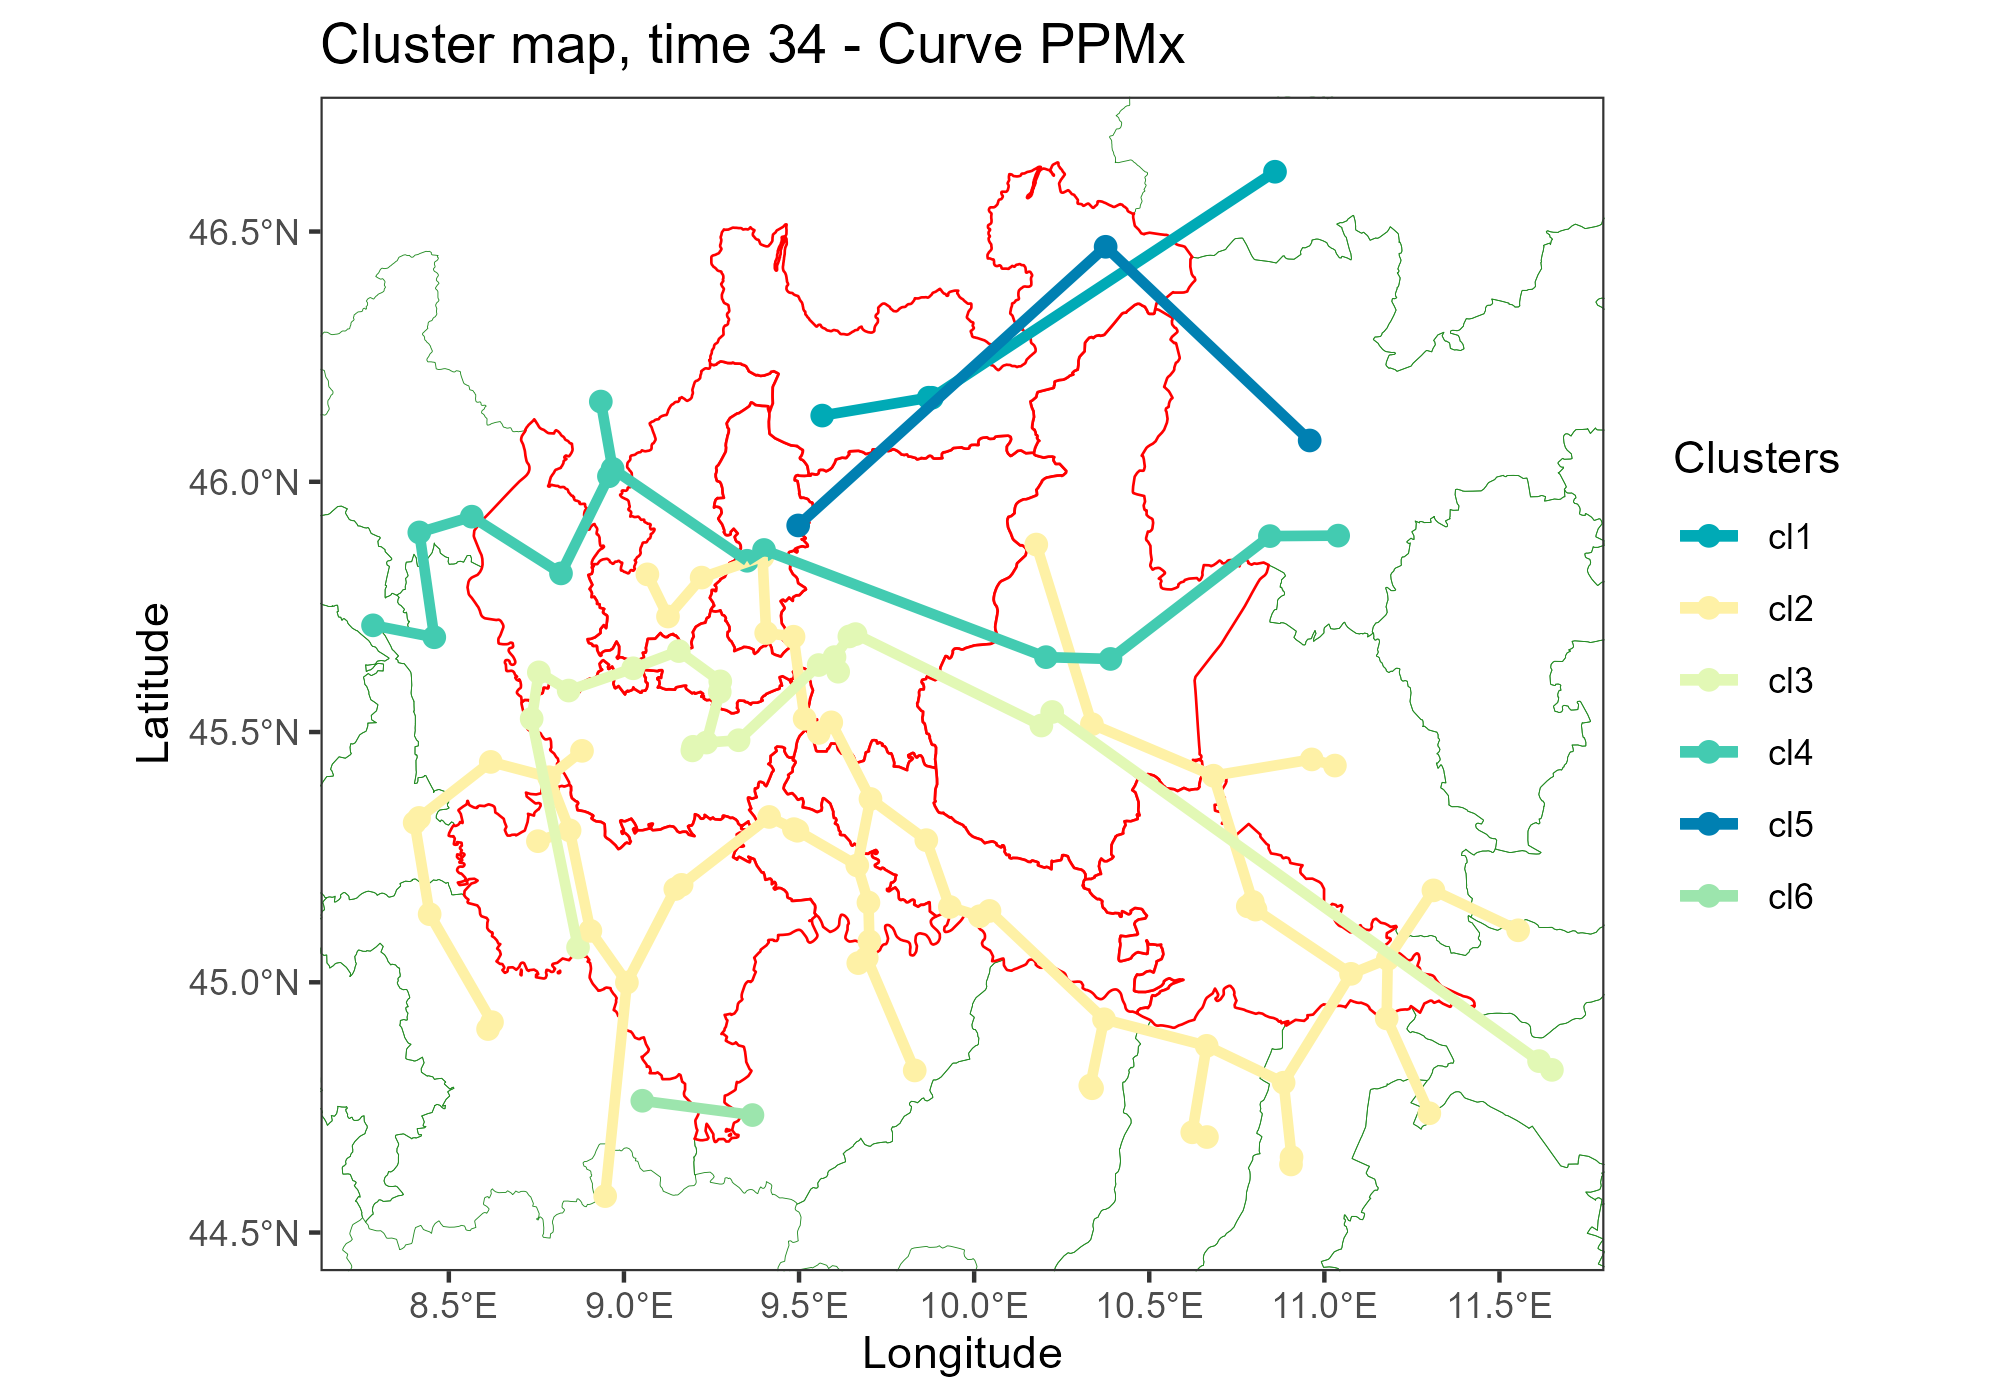 Cluster map, time 34 - Curve PPMx
46.5°N
46.0°N
45.5°N
45.0°N
44.5°N
Latitude
8.5°E
9.0°E
9.5°E
10.0°E
10.5°E
11.0°E
11.5°E
Longitude
Clusters
cl1
cl2
cl3
cl4
cl5
cl6